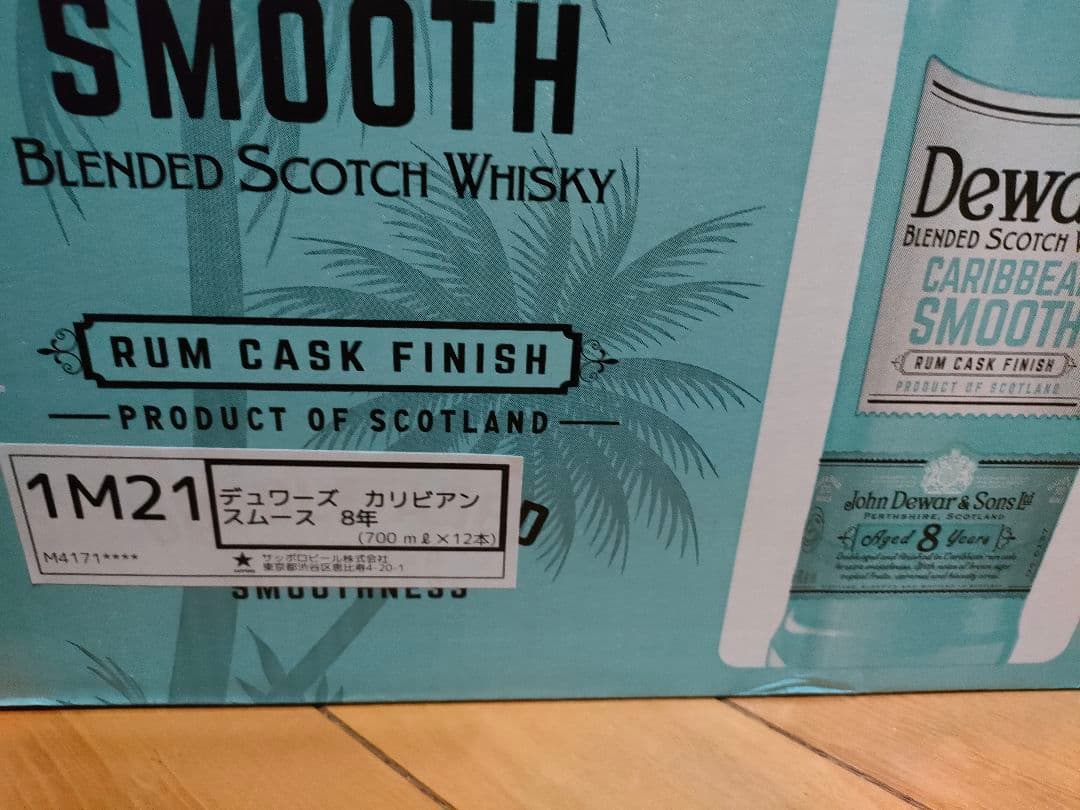 SMOOTH
BLENDED SCOTCH WHISKY
RUM CASK FINISH
PRODUCT OF SCOTLAND
1M21
デュワーズ カリビアン
スムース 8年
(700mℓ×12本)
M4171****
サッポロビール株式会社
東京都渋谷区恵比寿4-20-1
SMOOTHNESS
Dewa
BLENDED SCOTCH W
CARIBBEA
SMOOTH
RUM CASK FINISH
PRODUCT OF SCOTLAND
John Dewar & Sons Ltd
PERTHSHIRE, SCOTLAND
Aged 8 Years